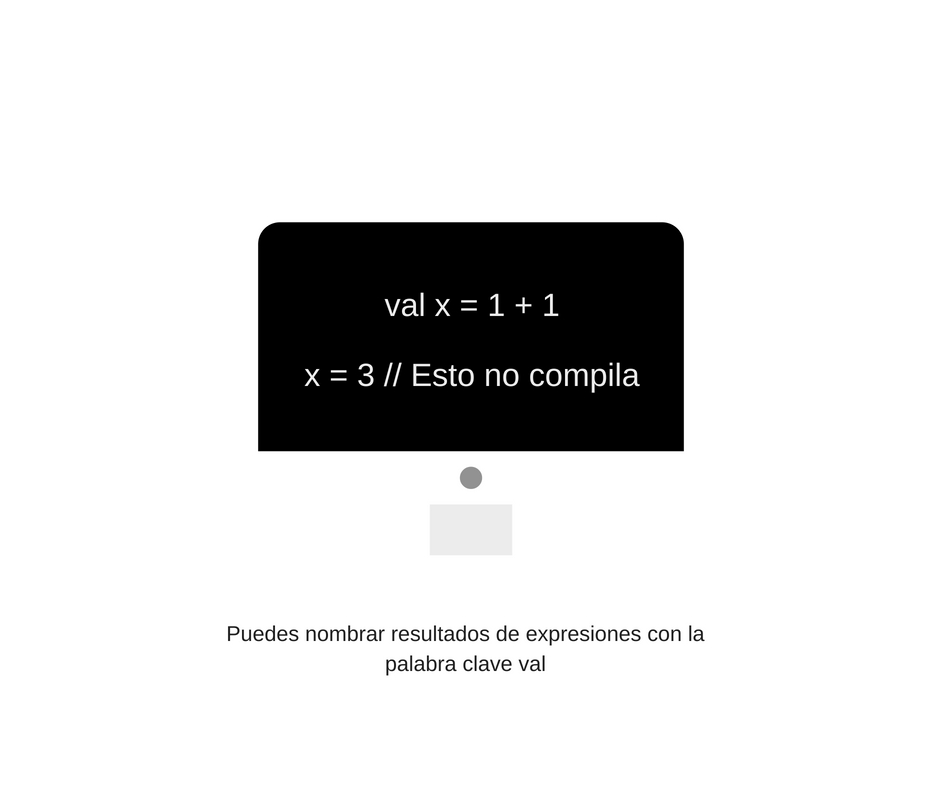 val x = 1 + 1
x = 3 // Esto no compila
Puedes nombrar resultados de expresiones con la
palabra clave val